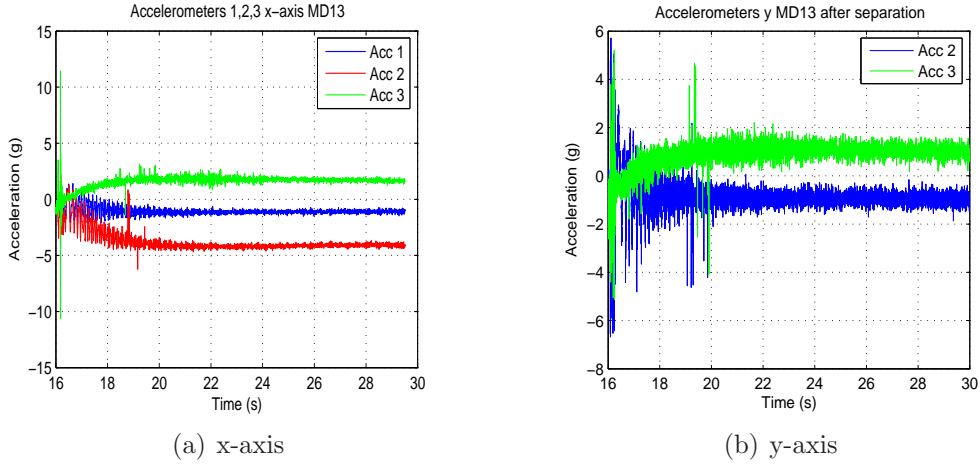 Accelerometers 1,2,3 x-axis MD13
15
10
5
0
−5
−10
−15
Acceleration (g)
Acc 1
Acc 2
Acc 3
16 18 20 22 24 26 28 30
Time (s)
(a) x-axis
Accelerometers y MD13 after separation
6
4
2
0
−2
−4
−6
−8
Acceleration (g)
Acc 2
Acc 3
16 18 20 22 24 26 28 30
Time (s)
(b) y-axis